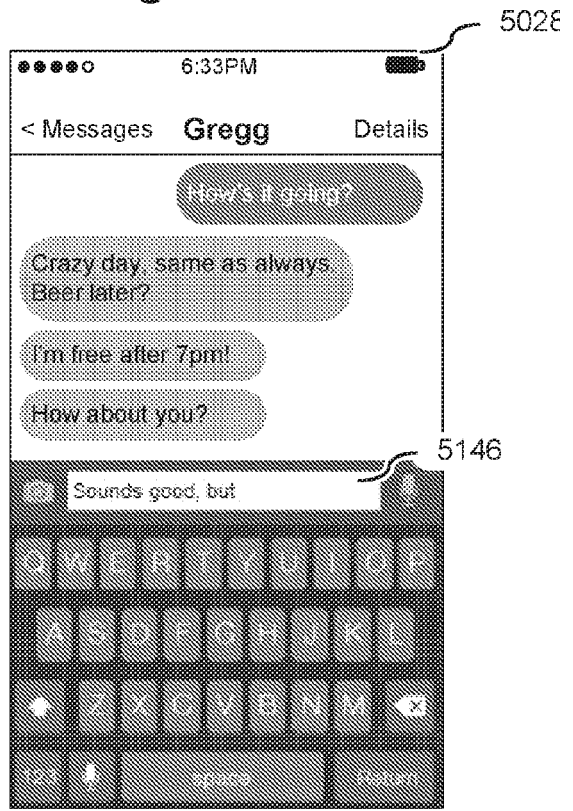 5028
6:33PM
< Messages Gregg Details
How's it going?
Crazy day, same as always.
Beer later?
I'm free after 7pm!
How about you?
5146
Sounds good, but
Q W E R T Y U I O P
A S D F G H J K L
Z X C V B N M
123 space Return